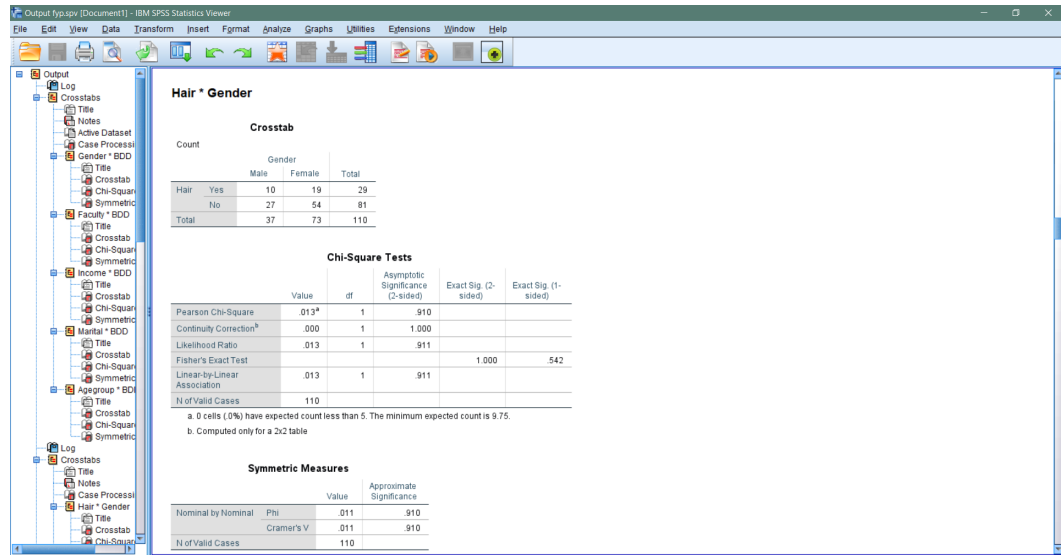 Output fyp.spv [Document1] - IBM SPSS Statistics Viewer
File Edit View Data Transform Insert Format Analyze Graphs Utilities Extensions Window Help
Output
Log
Crosstabs
Title
Notes
Active Dataset
Case Processi
Gender * BDD
Title
Crosstab
Chi-Square
Symmetric
Faculty * BDD
Title
Crosstab
Chi-Square
Symmetric
Income * BDD
Title
Crosstab
Chi-Square
Symmetric
Marital * BDD
Title
Crosstab
Chi-Square
Symmetric
Agegroup * BDD
Title
Crosstab
Chi-Square
Symmetric
Log
Crosstabs
Title
Notes
Case Processi
Hair * Gender
Title
Crosstab
Chi-Square
Hair * Gender
Crosstab
Count
Gender
Male Female Total
Hair Yes 10 19 29
No 27 54 81
Total 37 73 110
Chi-Square Tests
Value df Asymptotic Significance (2-sided) Exact Sig. (2-sided) Exact Sig. (1-sided)
Pearson Chi-Square .013a 1 .910
Continuity Correctionb .000 1 1.000
Likelihood Ratio .013 1 .911
Fisher's Exact Test 1.000 .542
Linear-by-Linear Association .013 1 .911
N of Valid Cases 110
a. 0 cells (.0%) have expected count less than 5. The minimum expected count is 9.75.
b. Computed only for a 2x2 table
Symmetric Measures
Value Approximate Significance
Nominal by Nominal Phi .011 .910
Cramer's V .011 .910
N of Valid Cases 110